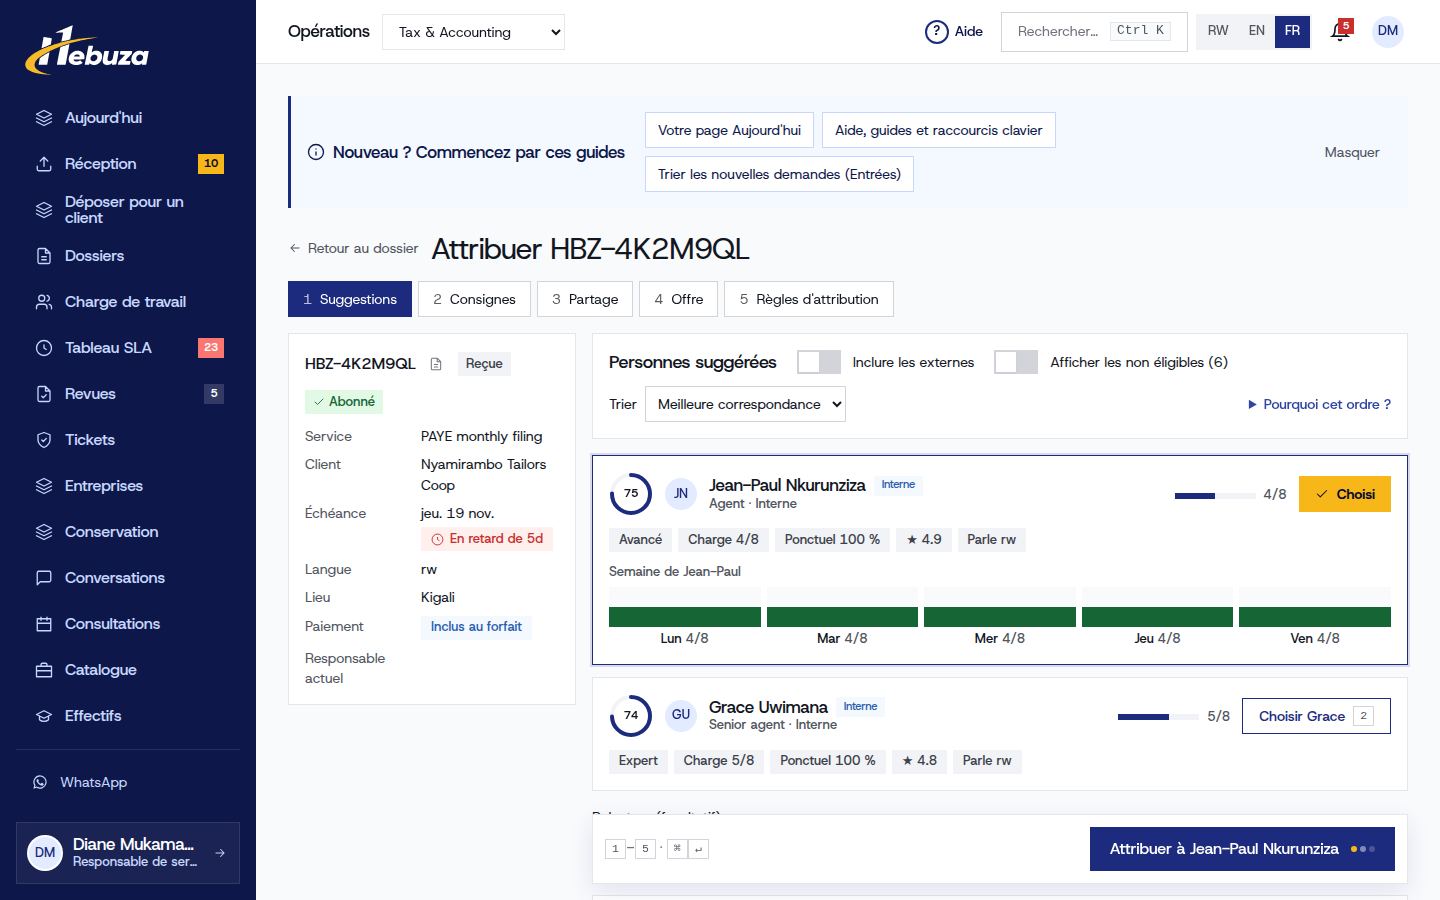 Hebuza
Opérations
Tax & Accounting
? Aide
Rechercher... Ctrl K
RW EN FR
5
DM
Aujourd'hui
Réception 10
Déposer pour un
client
Dossiers
Charge de travail
Tableau SLA 23
Revues 5
Tickets
Entreprises
Conservation
Conversations
Consultations
Catalogue
Effectifs
WhatsApp
DM Diane Mukama...
Responsable de ser...
Nouveau ? Commencez par ces guides
Votre page Aujourd'hui
Aide, guides et raccourcis clavier
Trier les nouvelles demandes (Entrées)
Masquer
← Retour au dossier
Attribuer HBZ-4K2M9QL
1 Suggestions
2 Consignes
3 Partage
4 Offre
5 Règles d'attribution
HBZ-4K2M9QL Reçue
✓ Abonné
Service PAYE monthly filing
Client Nyamirambo Tailors
Coop
Échéance jeu. 19 nov.
En retard de 5d
Langue rw
Lieu Kigali
Paiement Inclus au forfait
Responsable
actuel
Personnes suggérées
Inclure les externes
Afficher les non éligibles (6)
Trier Meilleure correspondance
▶ Pourquoi cet ordre ?
75 JN Jean-Paul Nkurunziza Interne
Agent · Interne
4/8
✓ Choisi
Avancé
Charge 4/8
Ponctuel 100 %
★ 4.9
Parle rw
Semaine de Jean-Paul
Lun 4/8
Mar 4/8
Mer 4/8
Jeu 4/8
Ven 4/8
74 GU Grace Uwimana Interne
Senior agent · Interne
5/8
Choisir Grace 2
Expert
Charge 5/8
Ponctuel 100 %
★ 4.8
Parle rw
1–5 · ⌘ ↵
Attribuer à Jean-Paul Nkurunziza